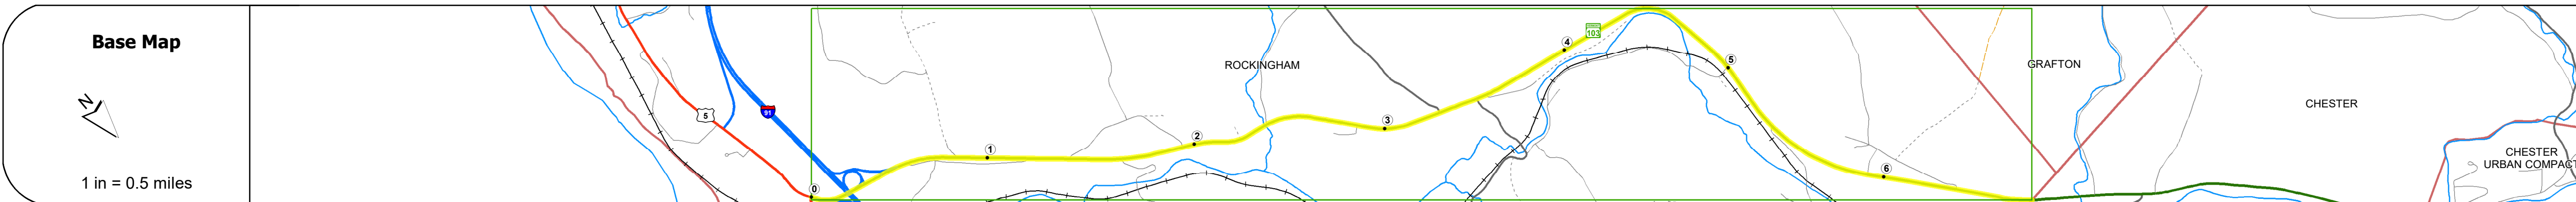 Base Map
N
1 in = 0.5 miles
5
91
0
1
2
ROCKINGHAM
3
4
103
5
6
GRAFTON
CHESTER
CHESTER
URBAN COMPACT